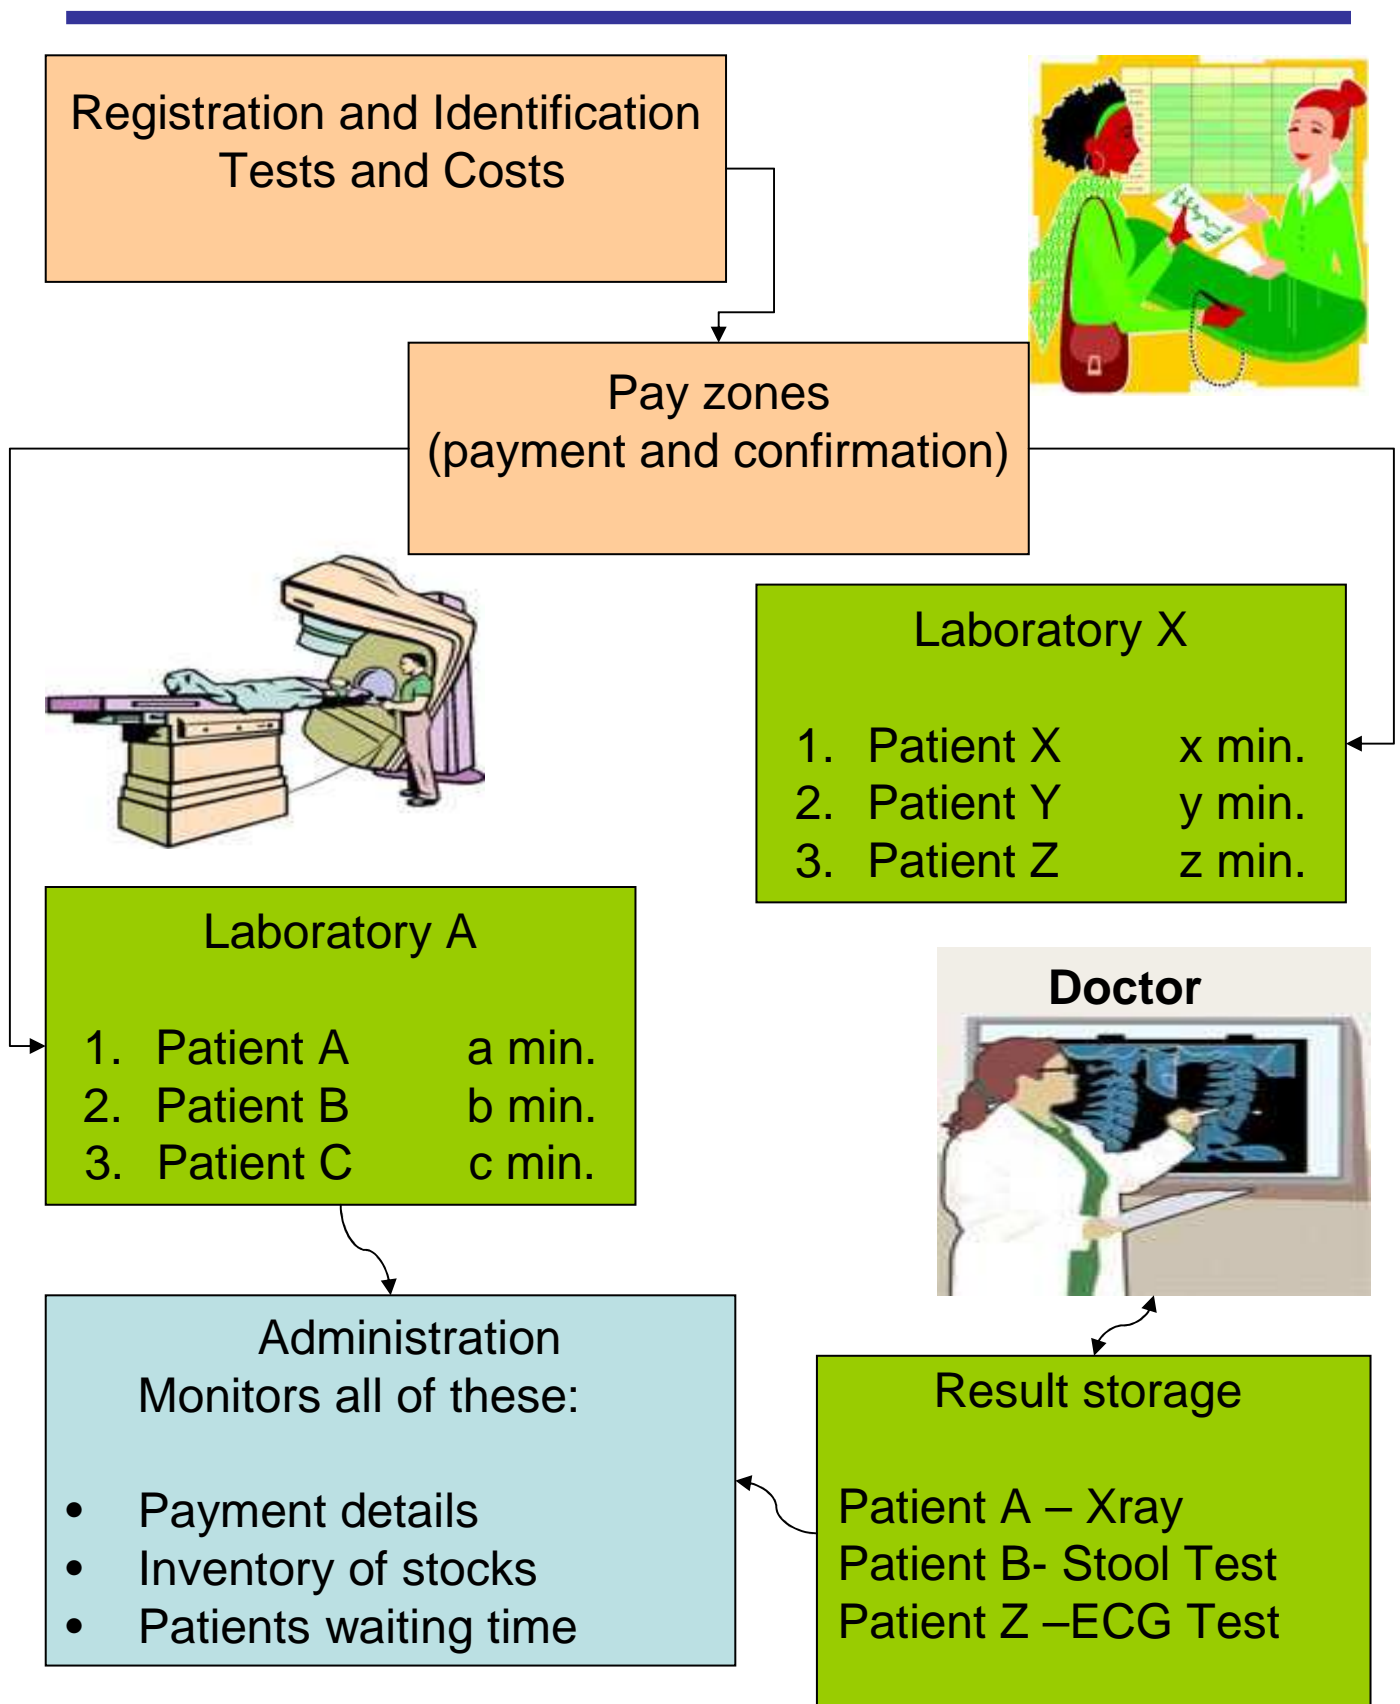 Registration and Identification
Tests and Costs
Pay zones
(payment and confirmation)
Laboratory X
1. Patient X x min.
2. Patient Y y min.
3. Patient Z z min.
Laboratory A
1. Patient A a min.
2. Patient B b min.
3. Patient C c min.
Doctor
Administration
Monitors all of these:
• Payment details
• Inventory of stocks
• Patients waiting time
Result storage
Patient A – Xray
Patient B- Stool Test
Patient Z –ECG Test